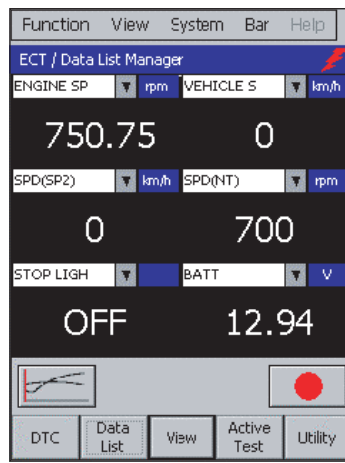 Function View System Bar Help
ECT / Data List Manager
ENGINE SP rpm VEHICLE S km/h
750.75 0
SPD(SP2) km/h SPD(NT) rpm
0 700
STOP LIGH BATT V
OFF 12.94
DTC Data List View Active Test Utility